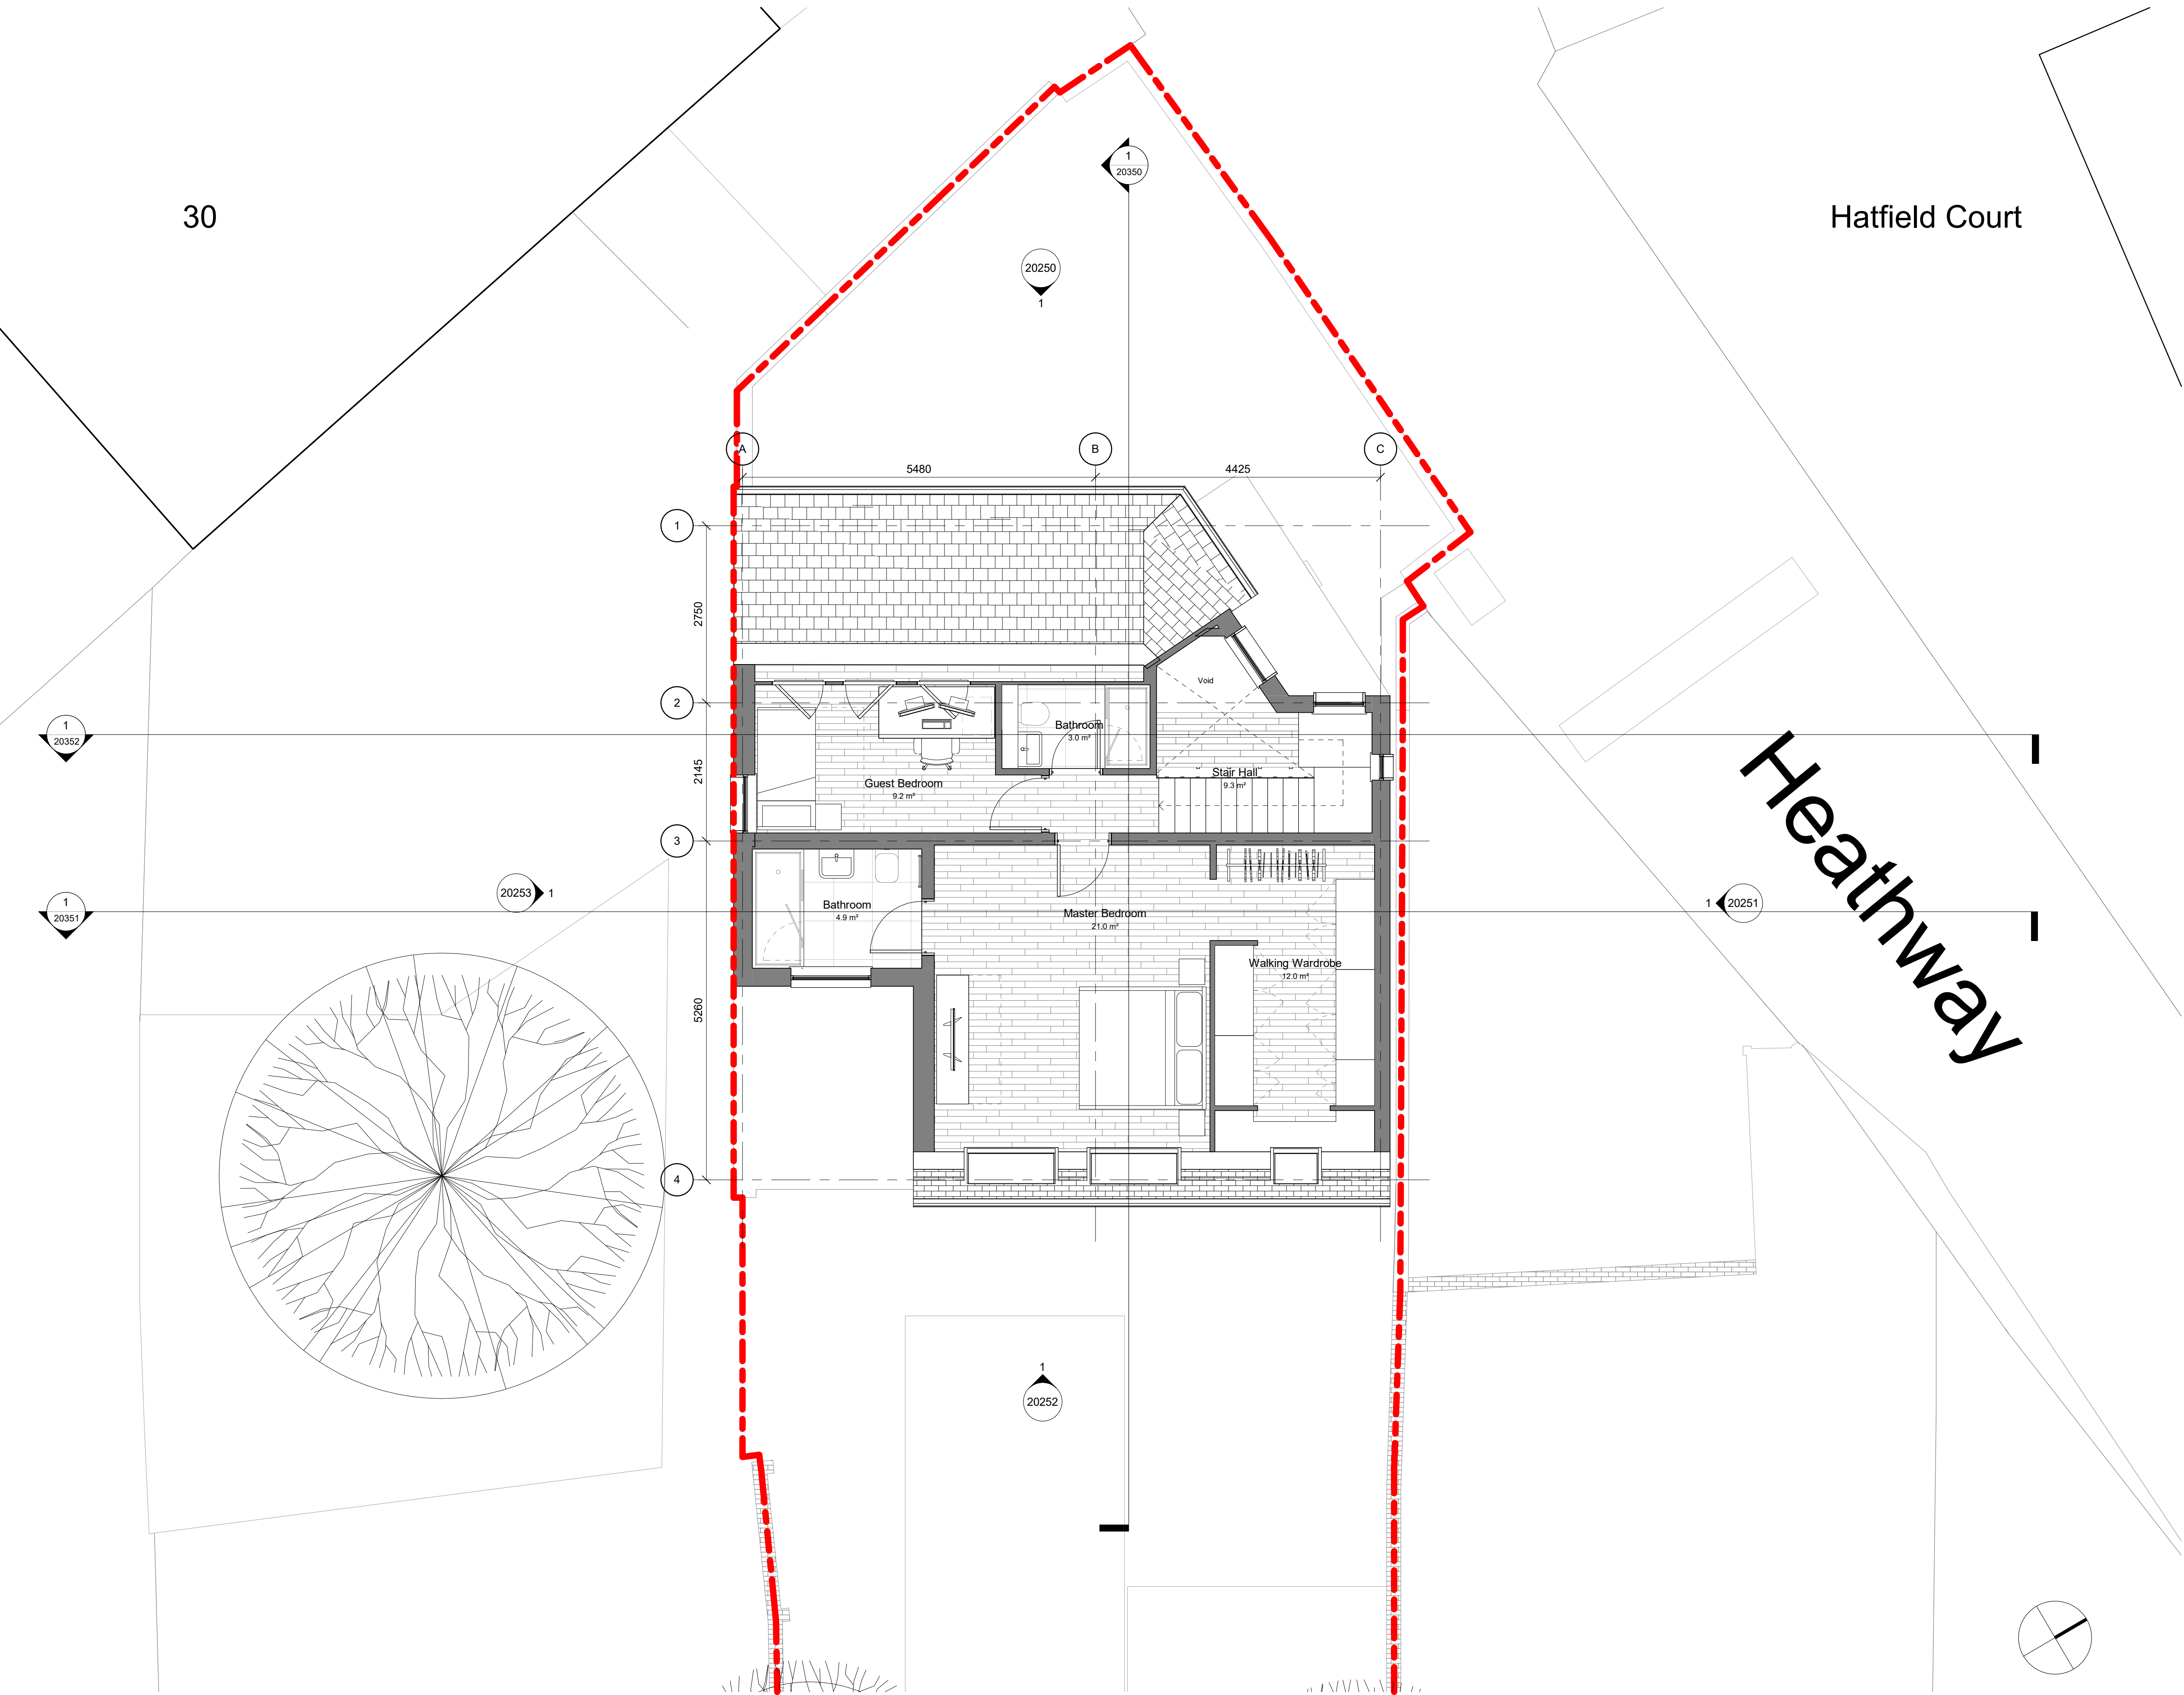 1
20350
30
Hatfield Court
20250
1
A
B
C
5480
4425
1
2750
Void
2
Bathroom
3.0 m²
1
20352
2145
Stair Hall
9.3 m²
Guest Bedroom
9.2 m²
Heathway
3
20253
1
1
20351
Bathroom
4.9 m²
Master Bedroom
21.0 m²
1
20251
Walking Wardrobe
12.0 m²
5260
4
1
20252